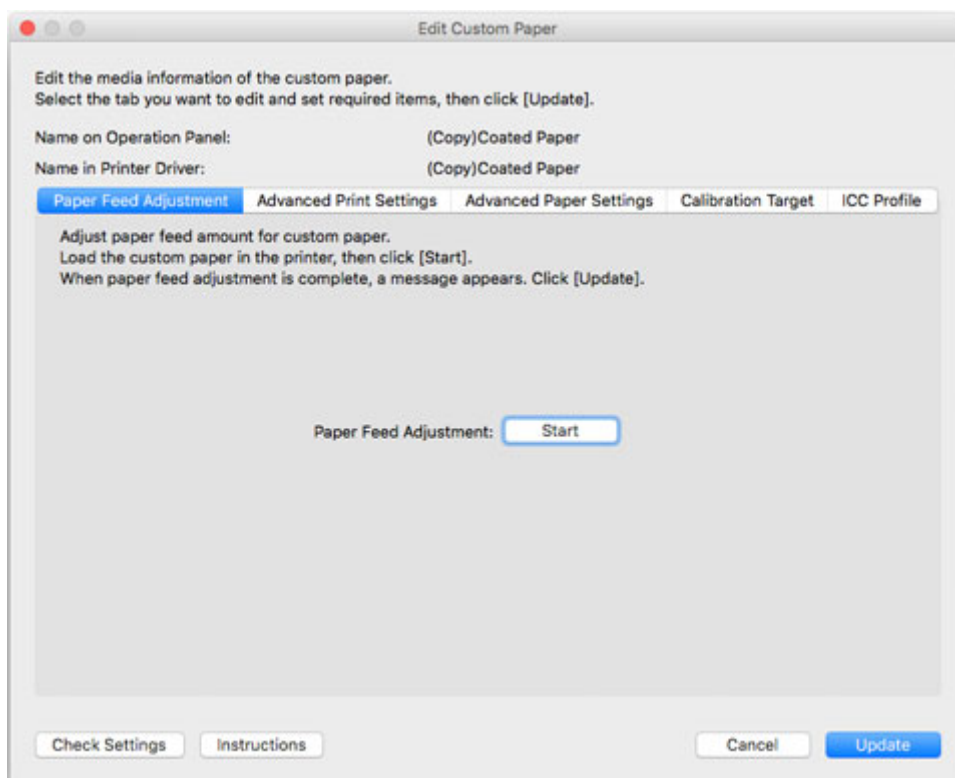 Edit Custom Paper
Edit the media information of the custom paper.
Select the tab you want to edit and set required items, then click [Update].
Name on Operation Panel: (Copy)Coated Paper
Name in Printer Driver: (Copy)Coated Paper
Paper Feed Adjustment Advanced Print Settings Advanced Paper Settings Calibration Target ICC Profile
Adjust paper feed amount for custom paper.
Load the custom paper in the printer, then click [Start].
When paper feed adjustment is complete, a message appears. Click [Update].
Paper Feed Adjustment: Start
Check Settings Instructions Cancel Update